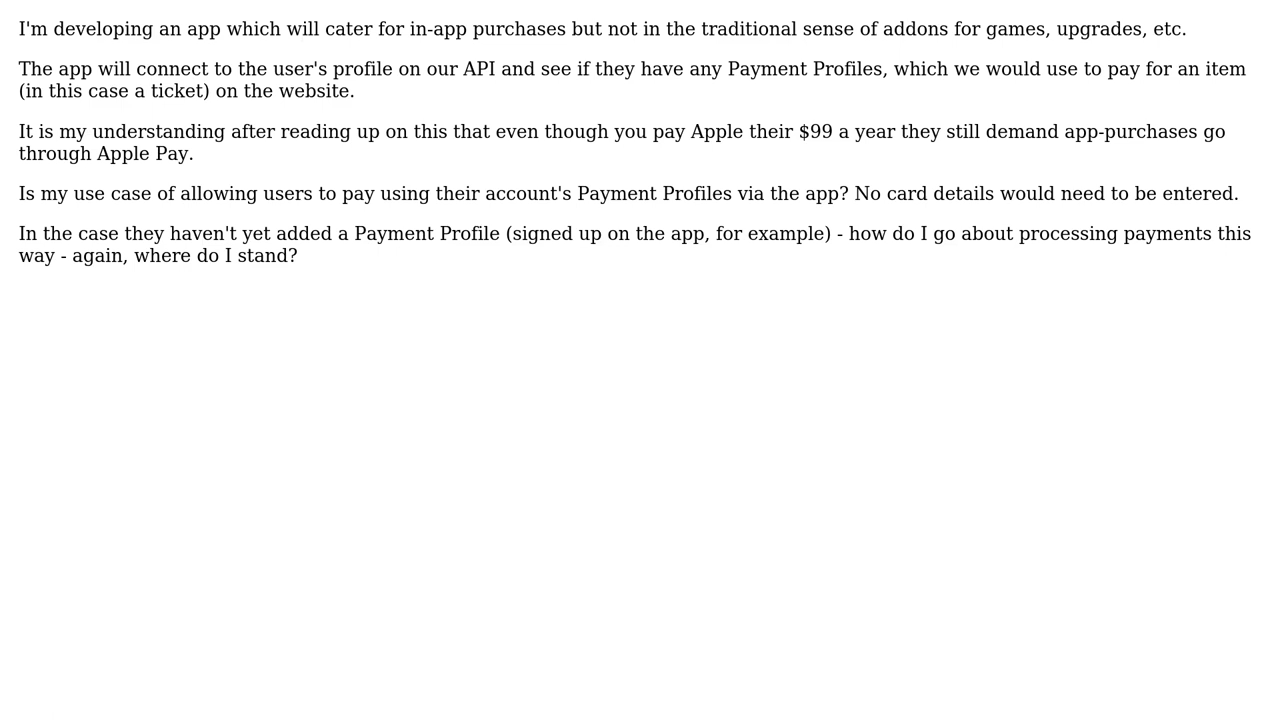 I'm developing an app which will cater for in-app purchases but not in the traditional sense of addons for games, upgrades, etc.
The app will connect to the user's profile on our API and see if they have any Payment Profiles, which we would use to pay for an item
(in this case a ticket) on the website.
It is my understanding after reading up on this that even though you pay Apple their $99 a year they still demand app-purchases go
through Apple Pay.
Is my use case of allowing users to pay using their account's Payment Profiles via the app? No card details would need to be entered.
In the case they haven't yet added a Payment Profile (signed up on the app, for example) - how do I go about processing payments this
way - again, where do I stand?